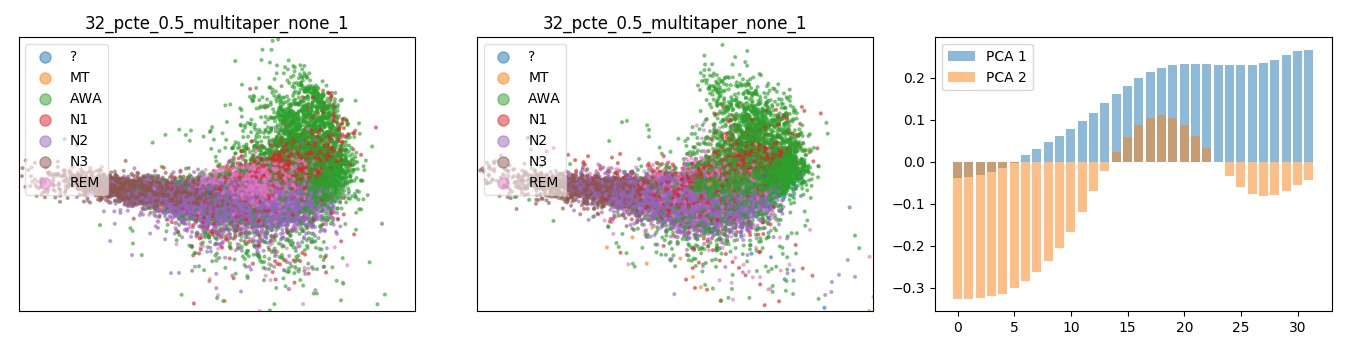 32_pcte_0.5_multitaper_none_1
?
MT
AWA
N1
N2
N3
REM
32_pcte_0.5_multitaper_none_1
?
MT
AWA
N1
N2
N3
REM
PCA 1
PCA 2
0.2
0.1
0.0
−0.1
−0.2
−0.3
0 5 10 15 20 25 30